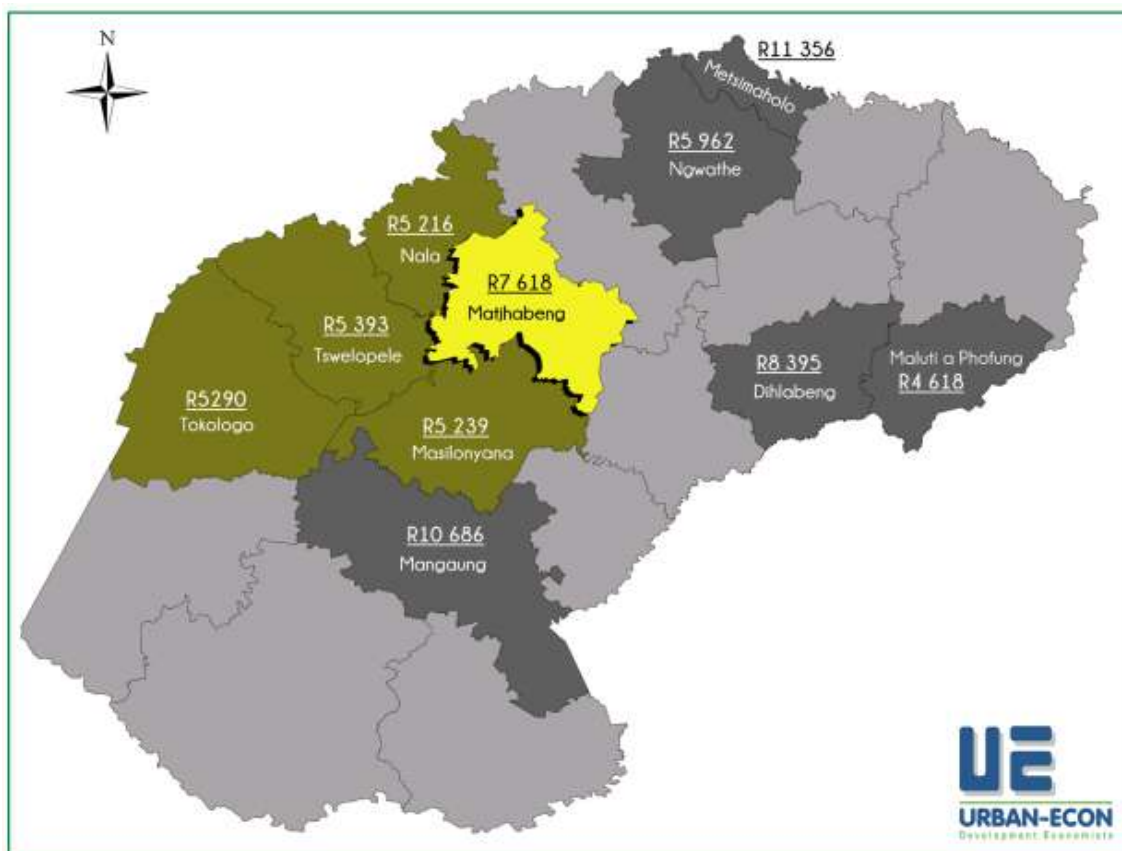 N
R11 356
Metsimaholo
R5 962
Ngwathe
R5 216
Nala
R7 618
Matjhabeng
R5 393
Tswelopele
R8 395
Dihlabeng
Maluti a Phofung
R4 618
R5290
Tokologo
R5 239
Masilonyana
R10 686
Mangaung
UE
URBAN-ECON
Development Economists